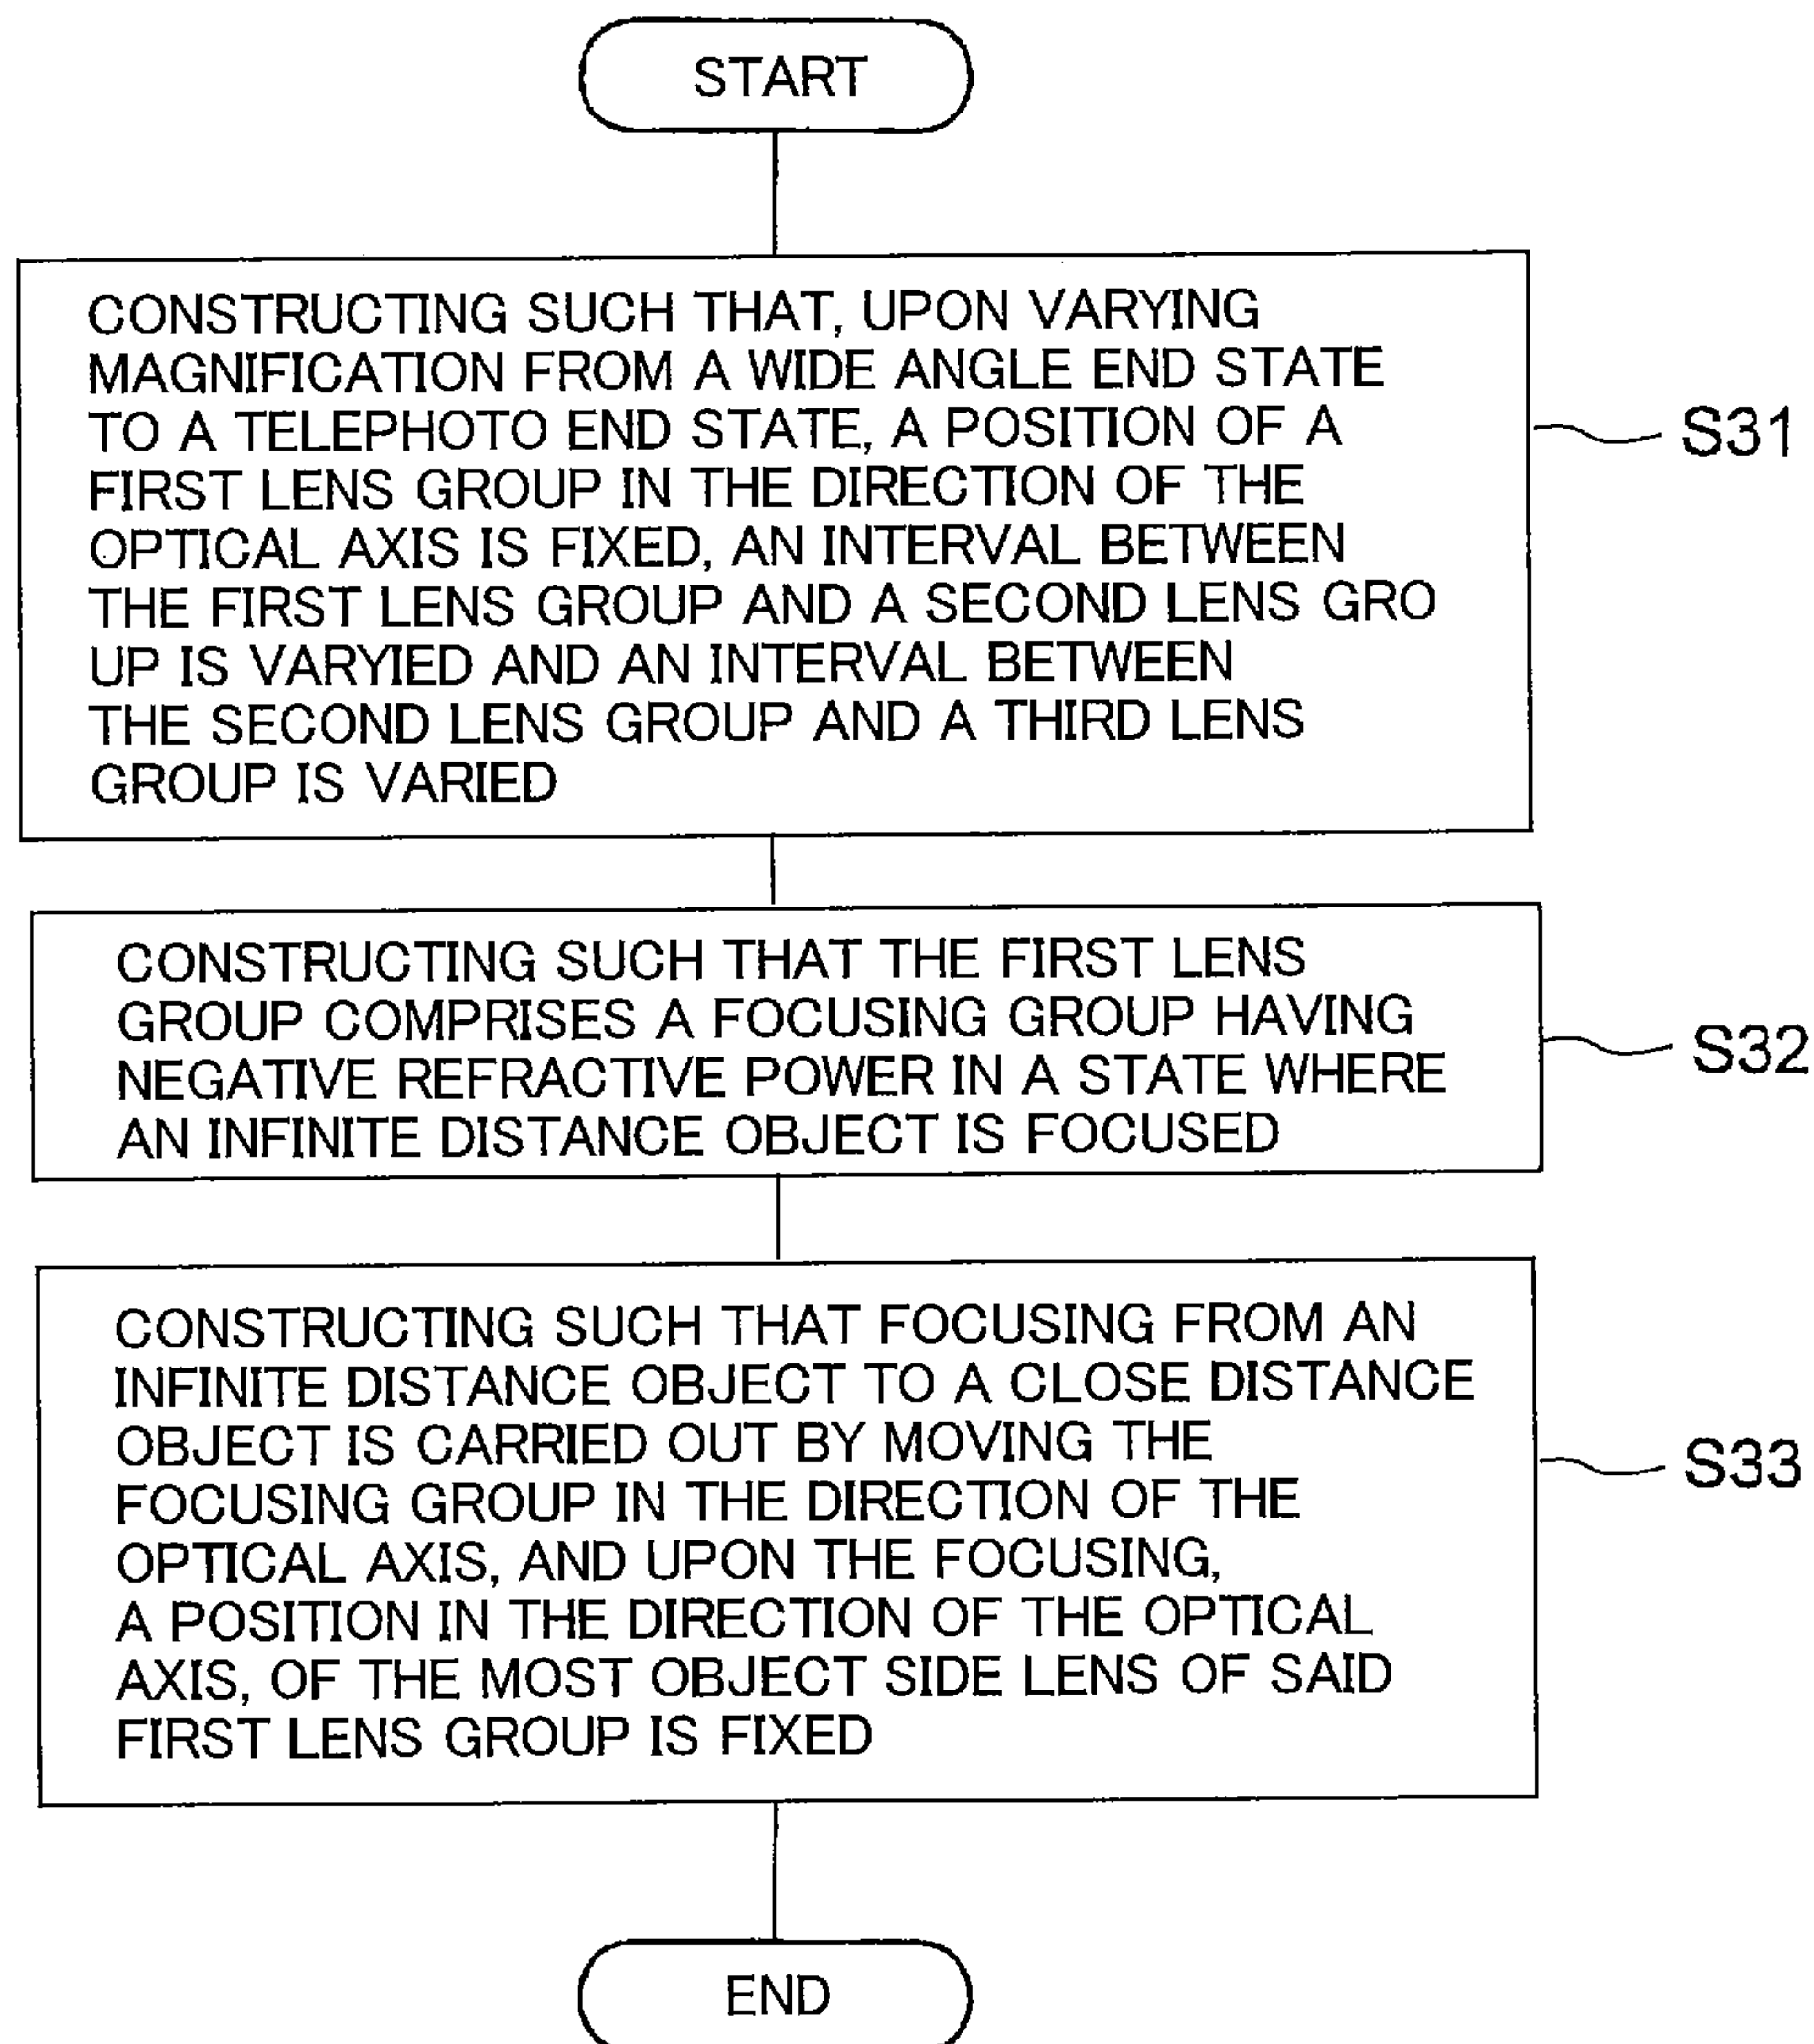 START
CONSTRUCTING SUCH THAT, UPON VARYING
MAGNIFICATION FROM A WIDE ANGLE END STATE
TO A TELEPHOTO END STATE, A POSITION OF A
FIRST LENS GROUP IN THE DIRECTION OF THE
OPTICAL AXIS IS FIXED, AN INTERVAL BETWEEN
THE FIRST LENS GROUP AND A SECOND LENS GRO
UP IS VARYIED AND AN INTERVAL BETWEEN
THE SECOND LENS GROUP AND A THIRD LENS
GROUP IS VARIED
S31
CONSTRUCTING SUCH THAT THE FIRST LENS
GROUP COMPRISES A FOCUSING GROUP HAVING
NEGATIVE REFRACTIVE POWER IN A STATE WHERE
AN INFINITE DISTANCE OBJECT IS FOCUSED
S32
CONSTRUCTING SUCH THAT FOCUSING FROM AN
INFINITE DISTANCE OBJECT TO A CLOSE DISTANCE
OBJECT IS CARRIED OUT BY MOVING THE
FOCUSING GROUP IN THE DIRECTION OF THE
OPTICAL AXIS, AND UPON THE FOCUSING,
A POSITION IN THE DIRECTION OF THE OPTICAL
AXIS, OF THE MOST OBJECT SIDE LENS OF SAID
FIRST LENS GROUP IS FIXED
S33
END